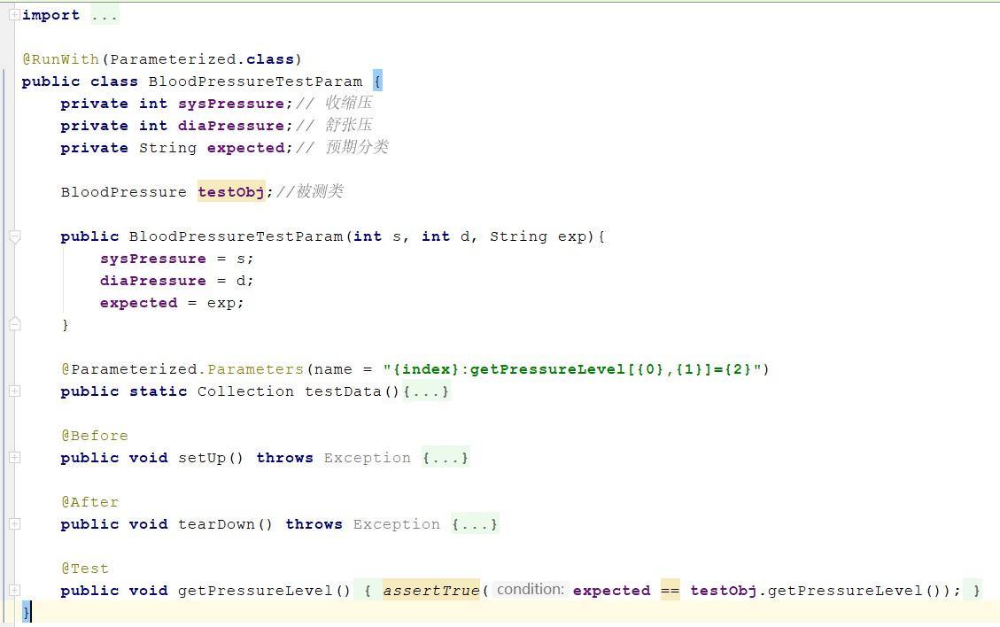 import ...
@RunWith(Parameterized.class)
public class BloodPressureTestParam {
private int sysPressure;// 收缩压
private int diaPressure;// 舒张压
private String expected;// 预期分类
BloodPressure testObj;//被测类
public BloodPressureTestParam(int s, int d, String exp){
sysPressure = s;
diaPressure = d;
expected = exp;
}
@Parameterized.Parameters(name = "{index}:getPressureLevel[{0},{1}]={2}")
public static Collection testData(){...}
@Before
public void setUp() throws Exception {...}
@After
public void tearDown() throws Exception {...}
@Test
public void getPressureLevel() { assertTrue( condition: expected == testObj.getPressureLevel()); }
}